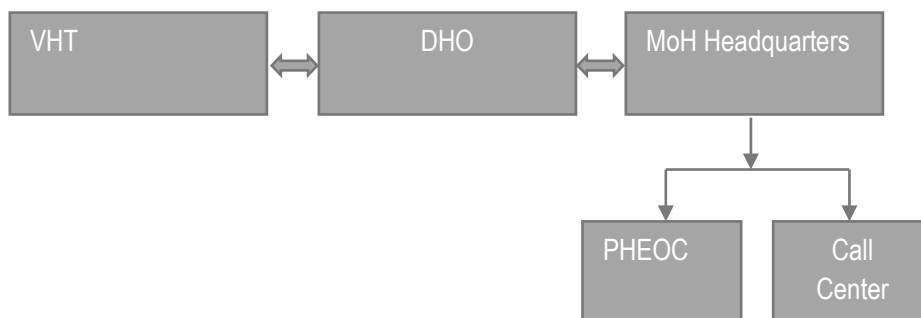 VHT
DHO
MoH Headquarters
PHEOC
Call
Center